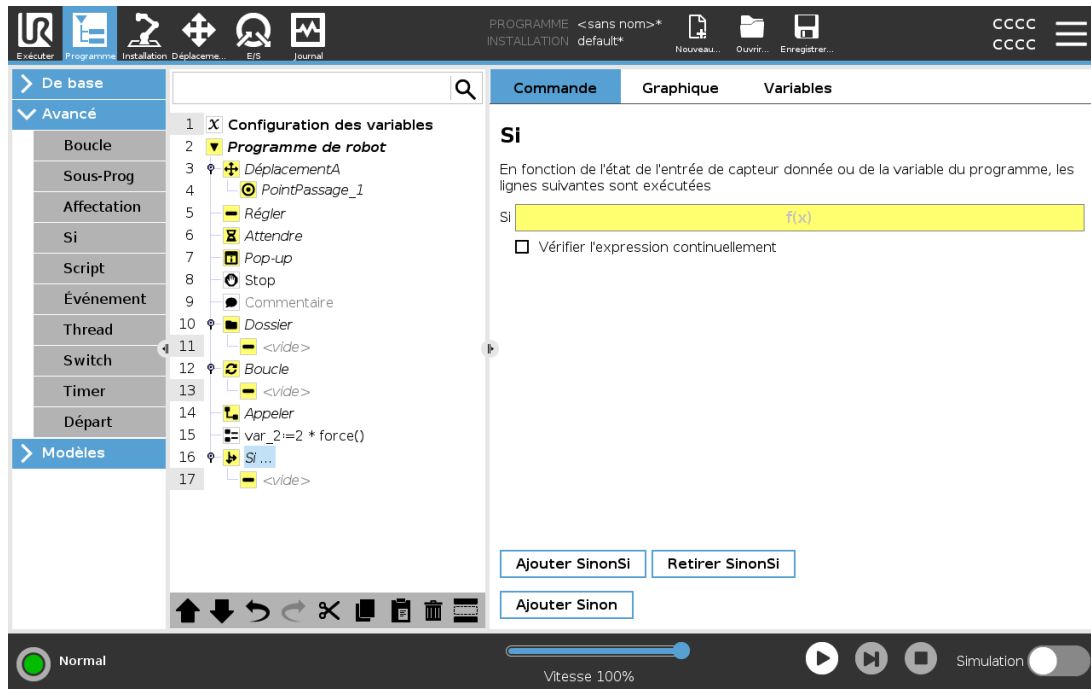 PROGRAMME <sans nom>*
INSTALLATION default*
CCCC
CCCC
Exécuter Programme Installation Déplaceme... E/S Journal Nouveau... Ouvrir... Enregistrer...
De base
Avancé
Boucle
Sous-Prog
Affectation
Si
Script
Événement
Thread
Switch
Timer
Départ
Modèles
1 X Configuration des variables
2 Programme de robot
3 DéplacementA
4 PointPassage_1
5 Régler
6 Attendre
7 Pop-up
8 Stop
9 Commentaire
10 Dossier
11 <vide>
12 Boucle
13 <vide>
14 Appeler
15 var_2:=2 * force()
16 Si ...
17 <vide>
Commande Graphique Variables
Si
En fonction de l'état de l'entrée de capteur donnée ou de la variable du programme, les
lignes suivantes sont exécutées
Si f(x)
Vérifier l'expression continuellement
Ajouter SinonSi Retirer SinonSi
Ajouter Sinon
Normal
Vitesse 100%
Simulation